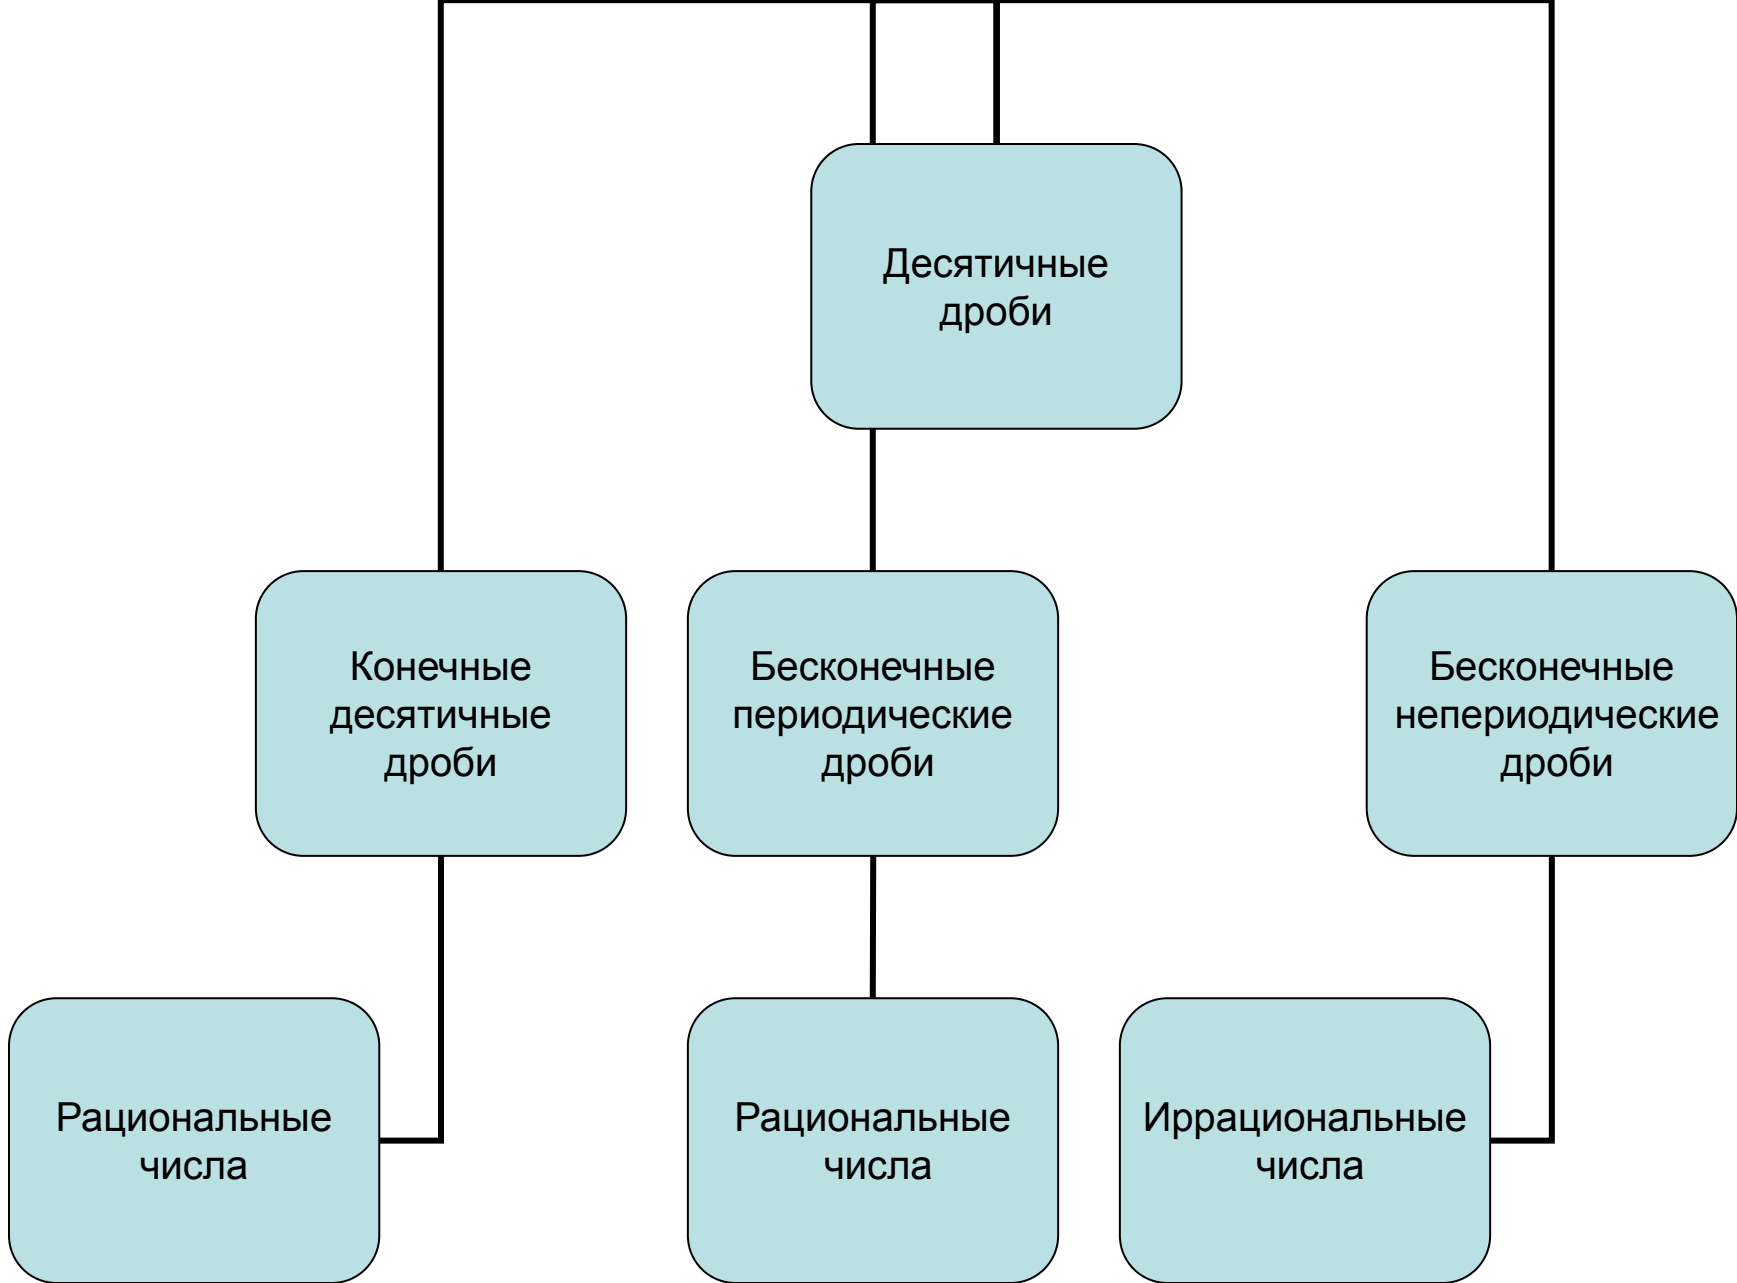 Десятичные
дроби
Конечные
десятичные
дроби
Бесконечные
периодические
дроби
Бесконечные
непериодические
дроби
Рациональные
числа
Рациональные
числа
Иррациональные
числа